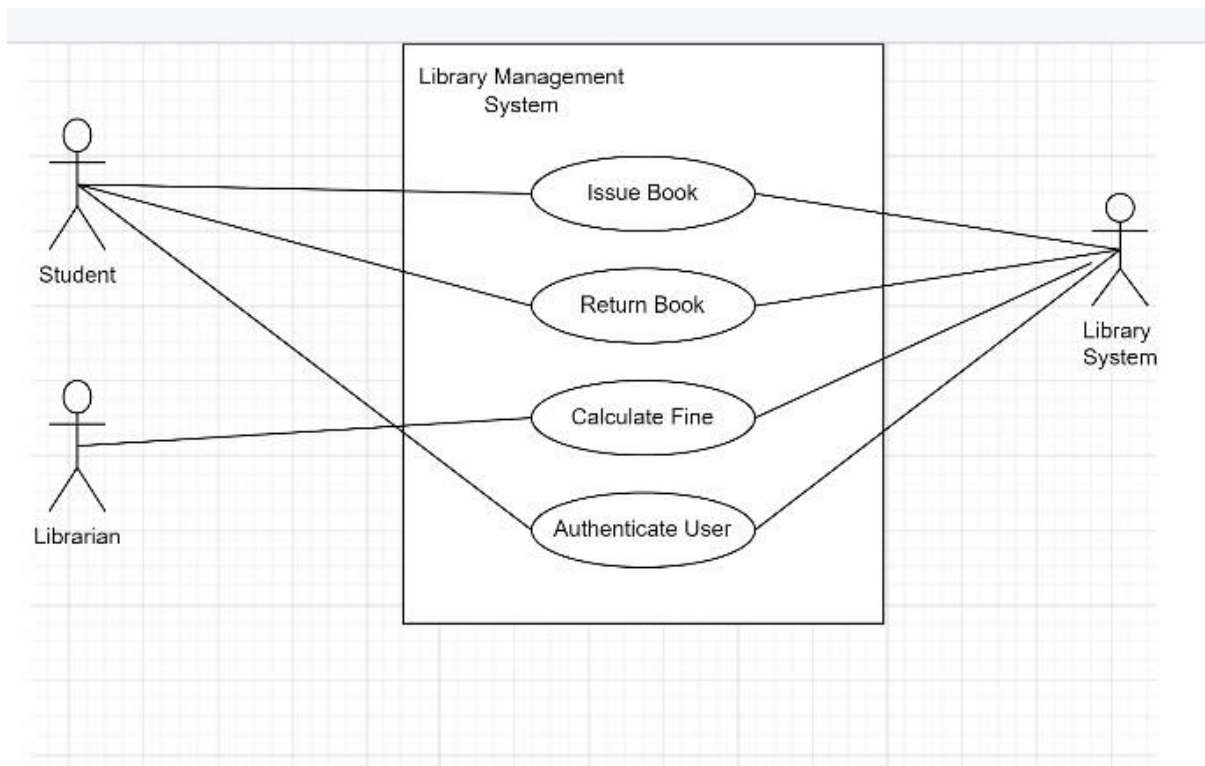 Library Management
System
Issue Book
Student
Return Book
Library
System
Calculate Fine
Librarian
Authenticate User